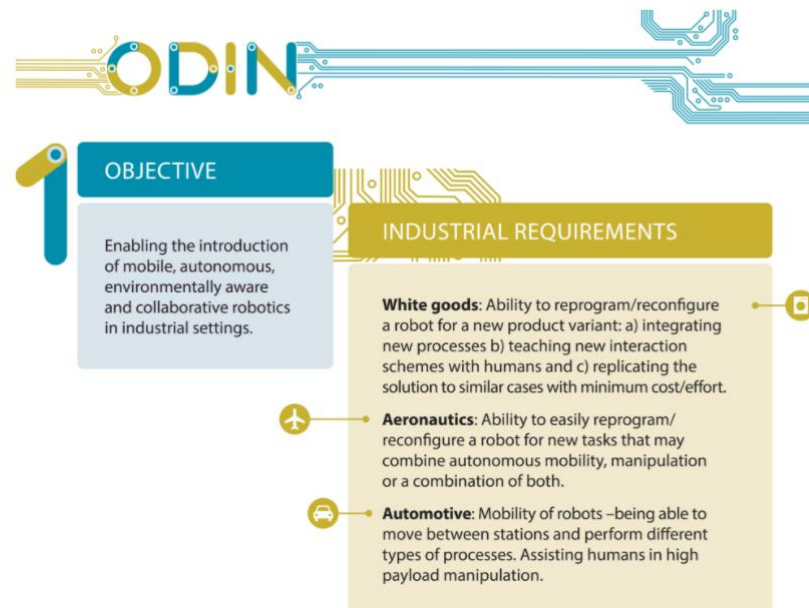 ODIN
1
OBJECTIVE
Enabling the introduction
of mobile, autonomous,
environmentally aware
and collaborative robotics
in industrial settings.
INDUSTRIAL REQUIREMENTS
White goods: Ability to reprogram/reconfigure
a robot for a new product variant: a) integrating
new processes b) teaching new interaction
schemes with humans and c) replicating the
solution to similar cases with minimum cost/effort.
Aeronautics: Ability to easily reprogram/
reconfigure a robot for new tasks that may
combine autonomous mobility, manipulation
or a combination of both.
Automotive: Mobility of robots –being able to
move between stations and perform different
types of processes. Assisting humans in high
payload manipulation.